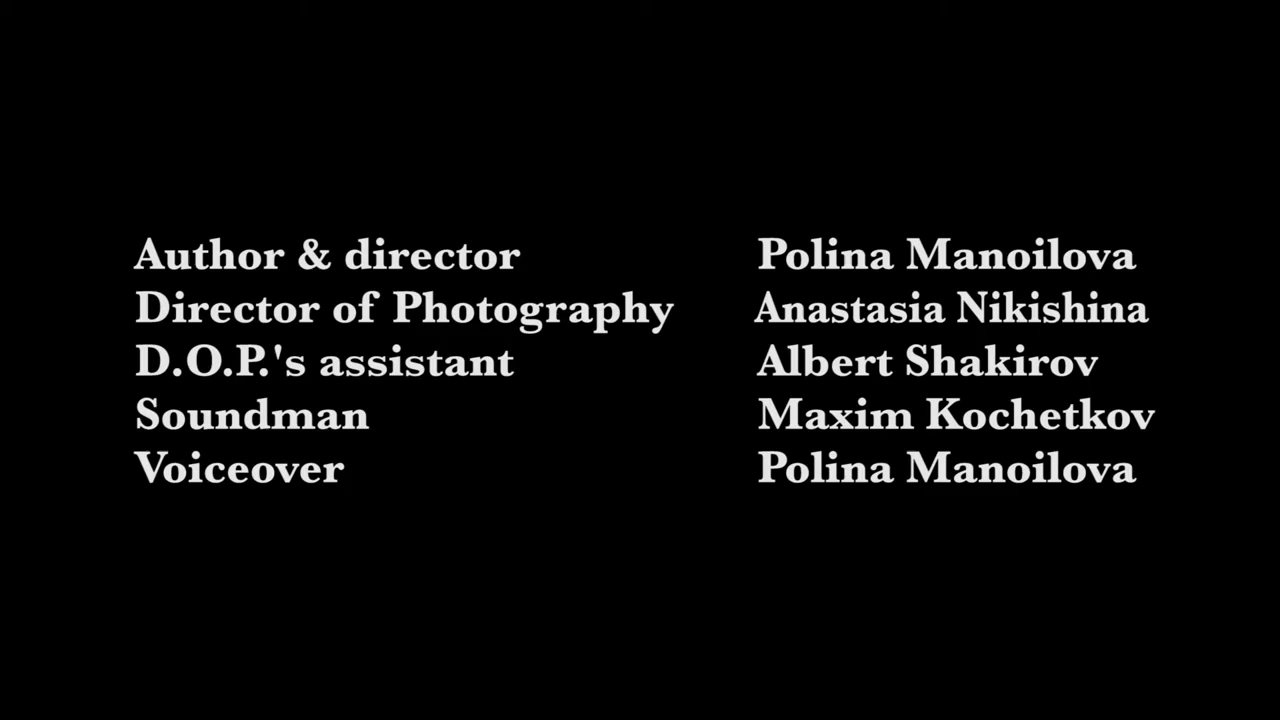 Author & director Polina Manoilova
Director of Photography Anastasia Nikishina
D.O.P.'s assistant Albert Shakirov
Soundman Maxim Kochetkov
Voiceover Polina Manoilova